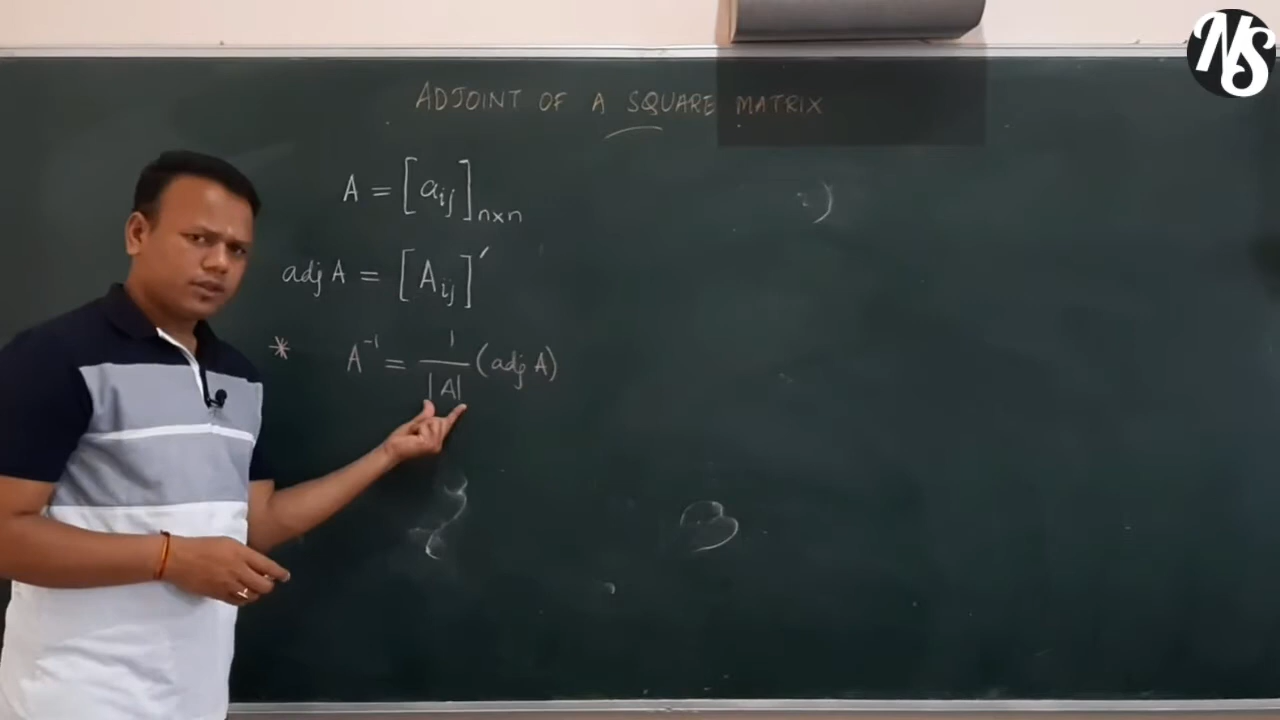 NS
ADJOINT OF A SQUARE MATRIX
A = [aij]n×n
adj A = [Aij]′
* A⁻¹ = 1/|A| (adj A)